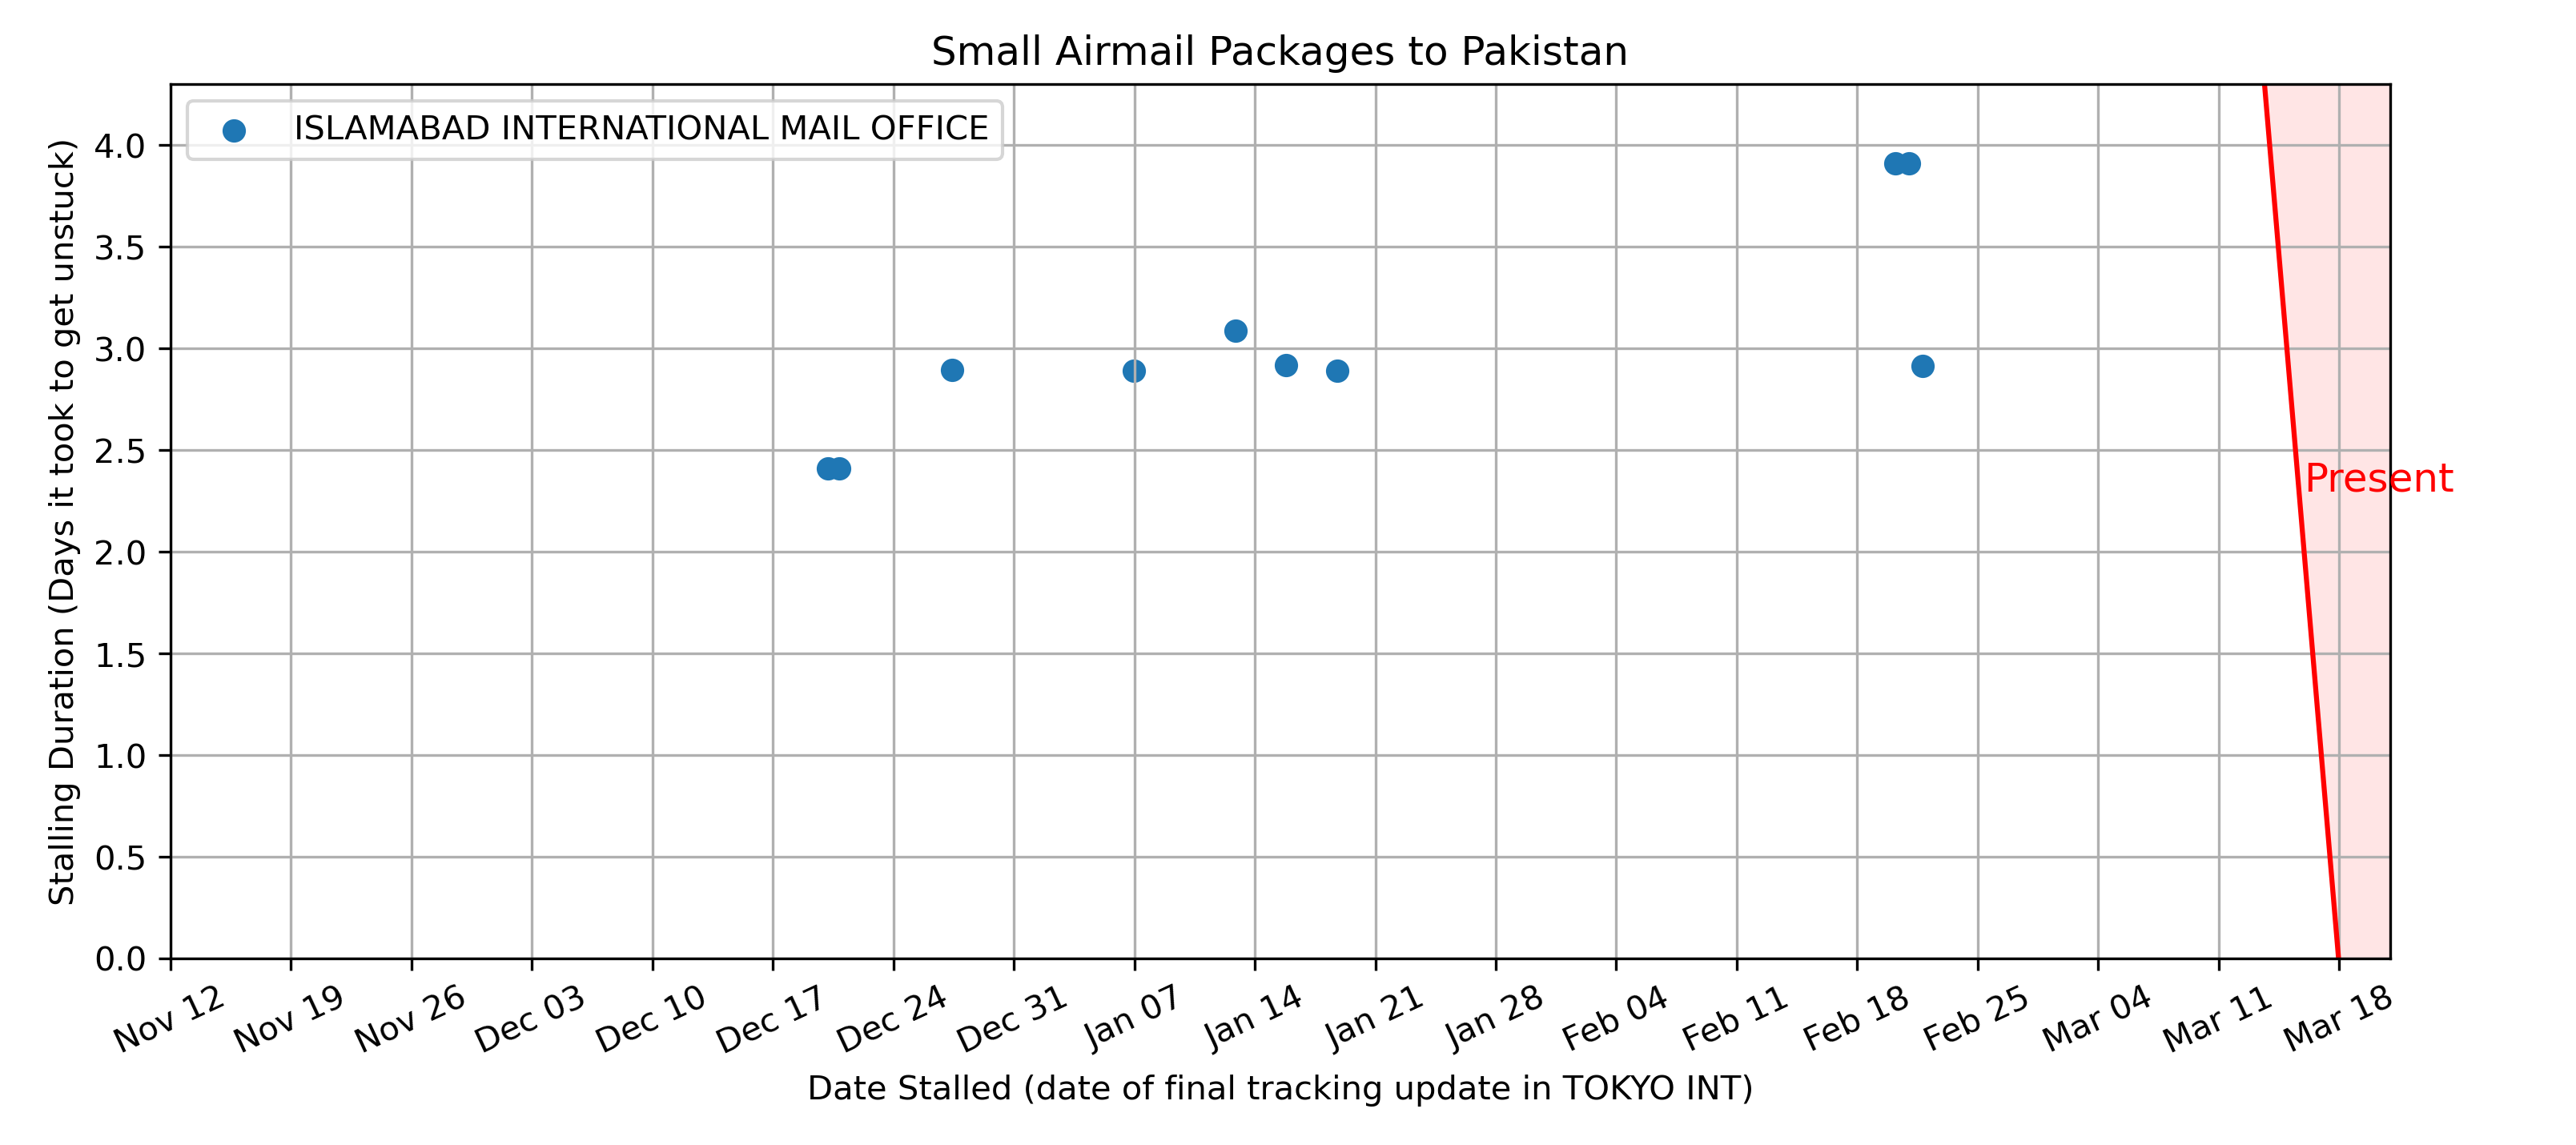 Small Airmail Packages to Pakistan
ISLAMABAD INTERNATIONAL MAIL OFFICE
Stalling Duration (Days it took to get unstuck)
4.0
3.5
3.0
2.5
2.0
1.5
1.0
0.5
0.0
Present
Nov 12 Nov 19 Nov 26 Dec 03 Dec 10 Dec 17 Dec 24 Dec 31 Jan 07 Jan 14 Jan 21 Jan 28 Feb 04 Feb 11 Feb 18 Feb 25 Mar 04 Mar 11 Mar 18
Date Stalled (date of final tracking update in TOKYO INT)